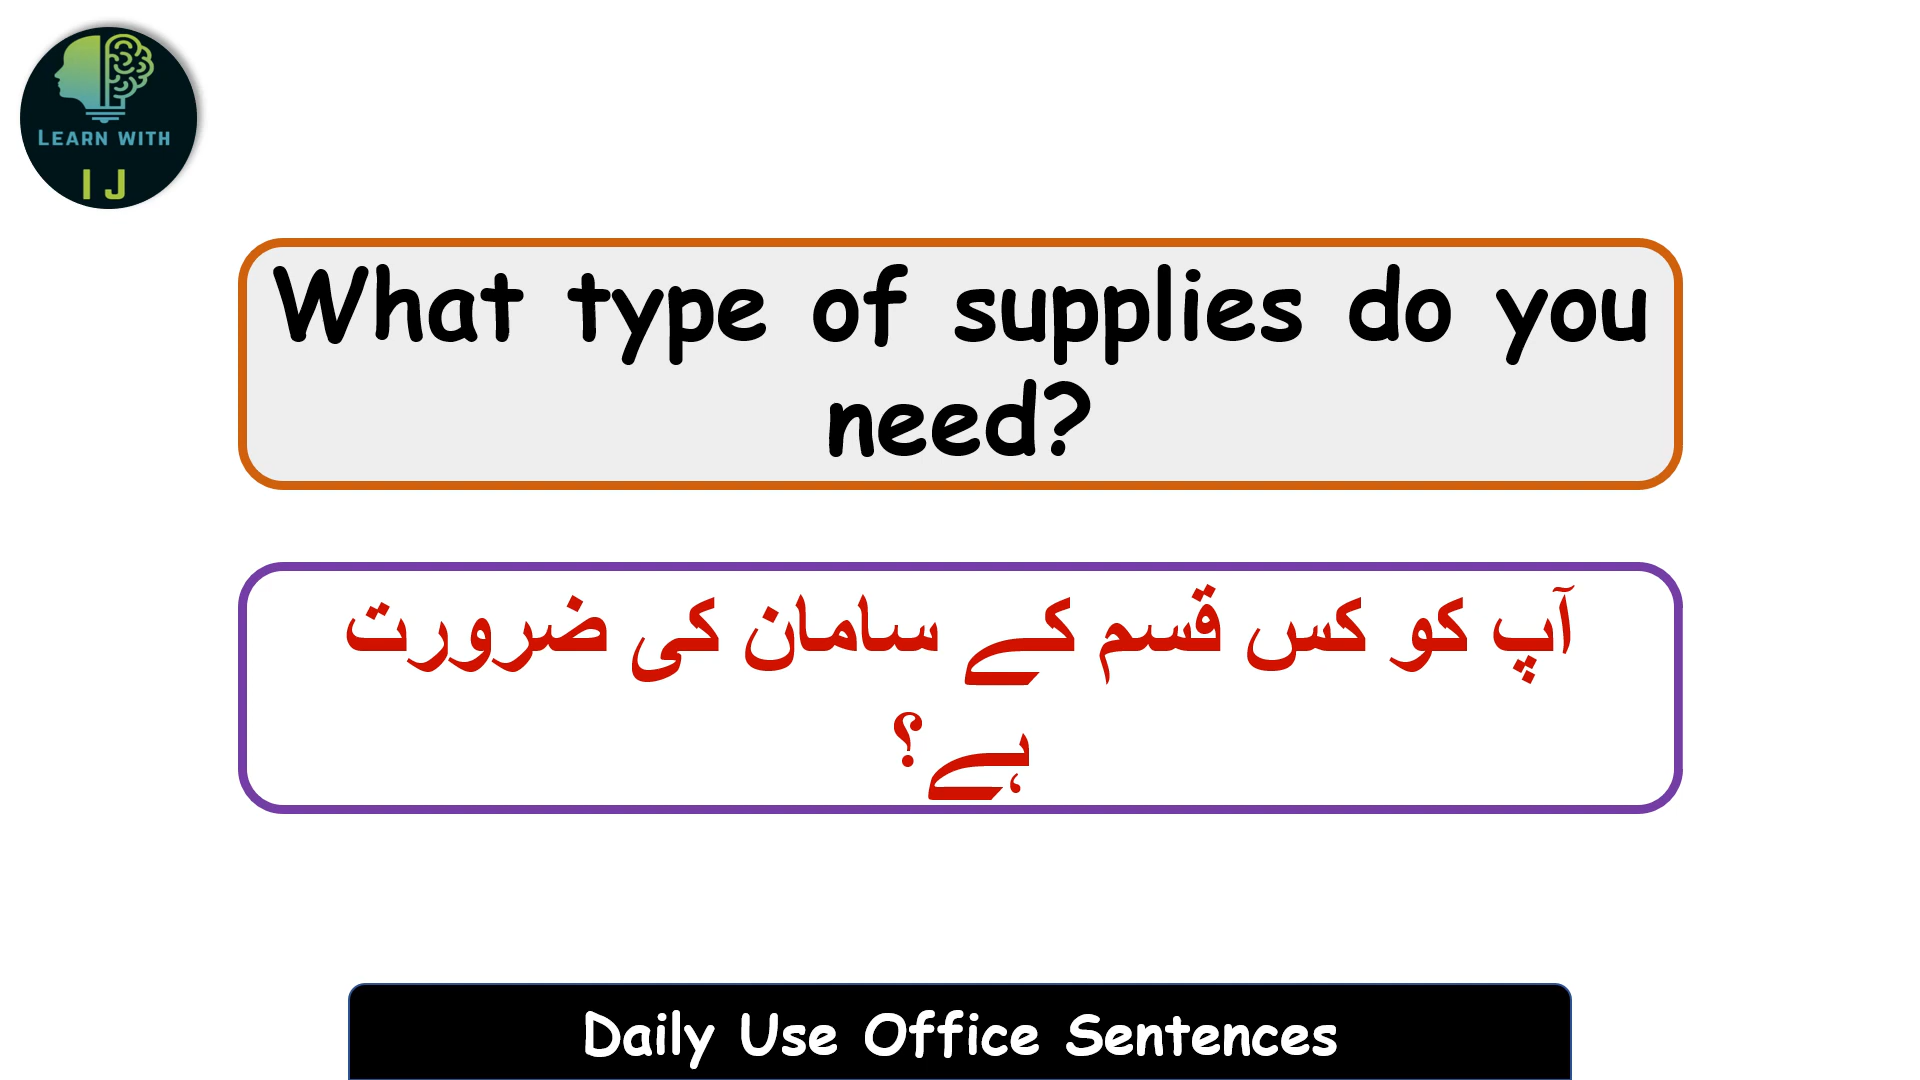 LEARN WITH
I J
What type of supplies do you
need?
آپ کو کس قسم کے سامان کی ضرورت
ہے؟
Daily Use Office Sentences